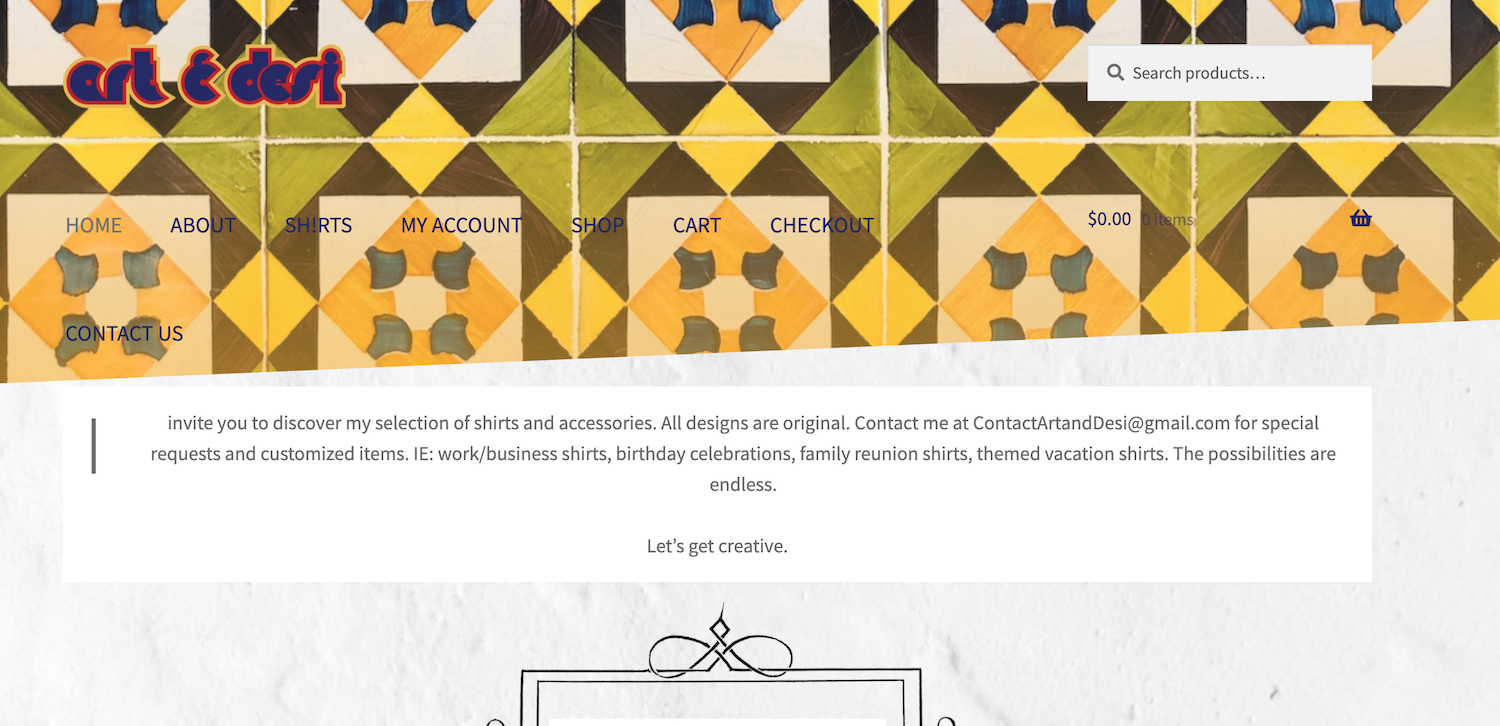 art & desi
Search products…
HOME ABOUT SH!RTS MY ACCOUNT SHOP CART CHECKOUT
$0.00 0 items
CONTACT US
invite you to discover my selection of shirts and accessories. All designs are original. Contact me at ContactArtandDesi@gmail.com for special
requests and customized items. IE: work/business shirts, birthday celebrations, family reunion shirts, themed vacation shirts. The possibilities are
endless.
Let’s get creative.